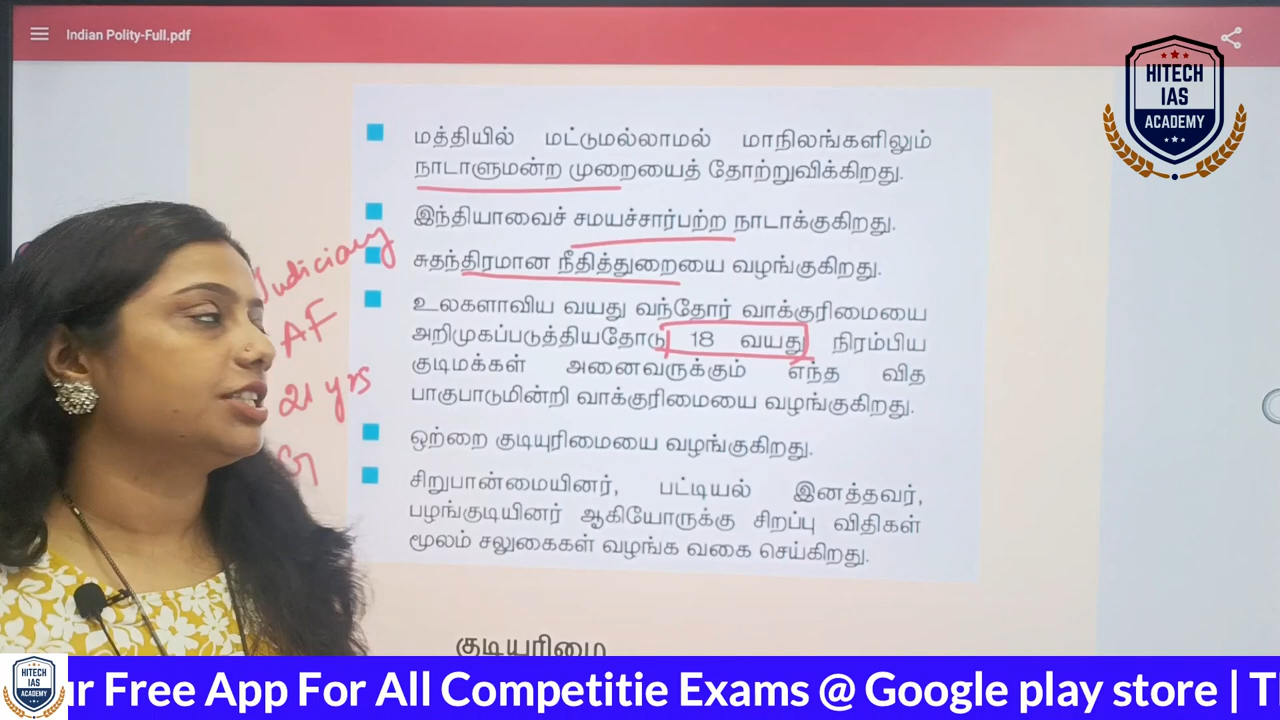 Indian Polity-Full.pdf
HITECH
IAS
ACADEMY
மத்தியில் மட்டுமல்லாமல் மாநிலங்களிலும்
நாடாளுமன்ற முறையைத் தோற்றுவிக்கிறது.
இந்தியாவைச் சமயச்சார்பற்ற நாடாக்குகிறது.
சுதந்திரமான நீதித்துறையை வழங்குகிறது.
உலகளாவிய வயது வந்தோர் வாக்குரிமையை
அறிமுகப்படுத்தியதோடு 18 வயது நிரம்பிய
குடிமக்கள் அனைவருக்கும் எந்த வித
பாகுபாடுமின்றி வாக்குரிமையை வழங்குகிறது.
ஒற்றை குடியுரிமையை வழங்குகிறது.
சிறுபான்மையினர், பட்டியல் இனத்தவர்,
பழங்குடியினர் ஆகியோருக்கு சிறப்பு விதிகள்
மூலம் சலுகைகள் வழங்க வகை செய்கிறது.
Judiciary
AF
21 yrs
குடியுரிமை
HITECH
IAS
ACADEMY
ur Free App For All Competitie Exams @ Google play store | T